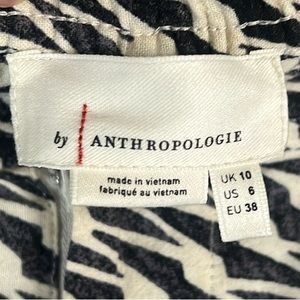 by ANTHROPOLOGIE
made in vietnam
fabriqué au vietnam
UK 10
US 6
EU 38